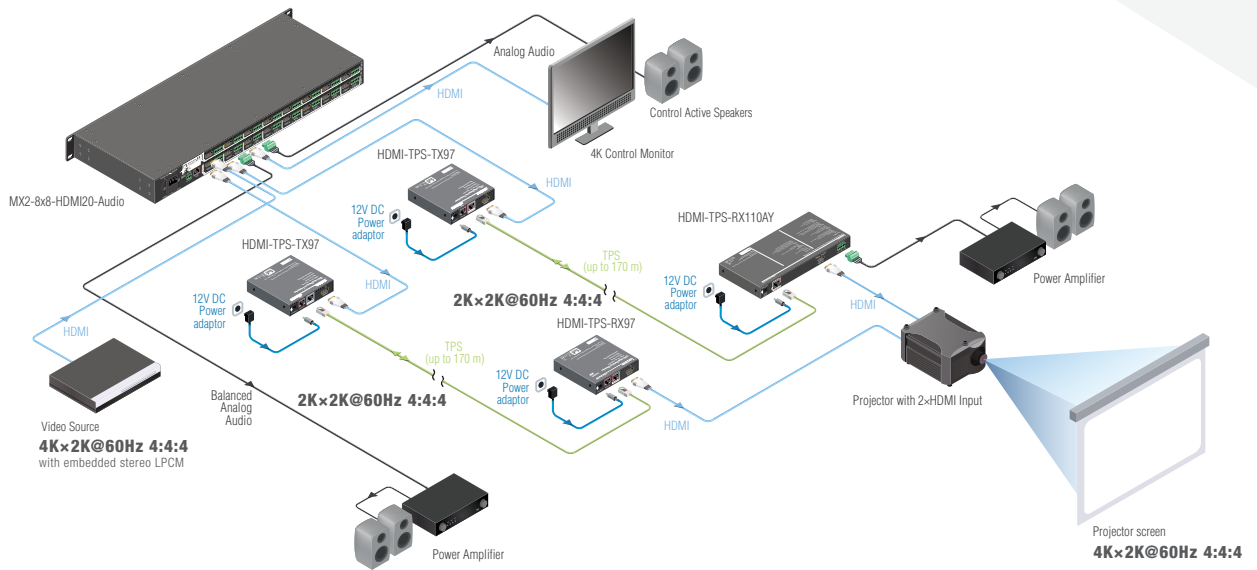 Analog Audio
HDMI
Control Active Speakers
4K Control Monitor
MX2-8x8-HDMI20-Audio
HDMI-TPS-TX97
HDMI
12V DC
Power
adaptor
HDMI-TPS-TX97
HDMI
12V DC
Power
adaptor
TPS
(up to 170 m)
2K×2K@60Hz 4:4:4
HDMI-TPS-RX110AY
12V DC
Power
adaptor
HDMI
Power Amplifier
HDMI
TPS
(up to 170 m)
2K×2K@60Hz 4:4:4
HDMI-TPS-RX97
12V DC
Power
adaptor
HDMI
Projector with 2×HDMI Input
Video Source
4K×2K@60Hz 4:4:4
with embedded stereo LPCM
Balanced
Analog
Audio
Power Amplifier
Projector screen
4K×2K@60Hz 4:4:4